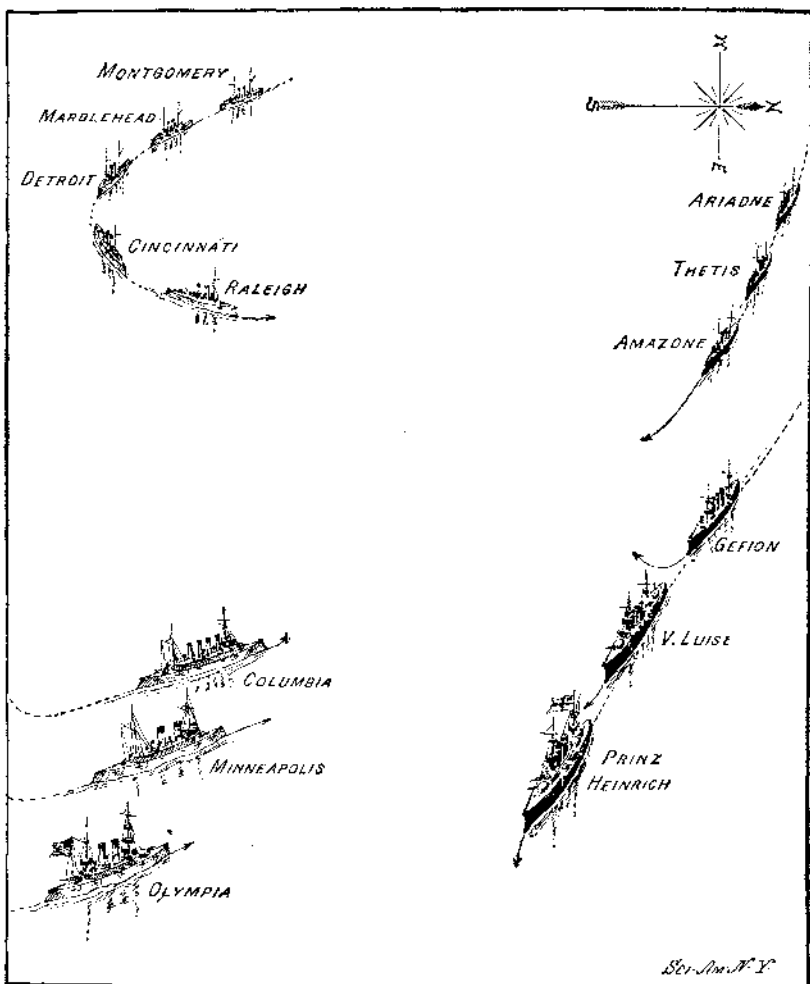 MONTGOMERY
MARBLEHEAD
DETROIT
CINCINNATI
RALEIGH
W
S
N
E
ARIADNE
THETIS
AMAZONE
GEFION
V. LUISE
PRINZ
HEINRICH
COLUMBIA
MINNEAPOLIS
OLYMPIA
Sci. Am. N. Y.